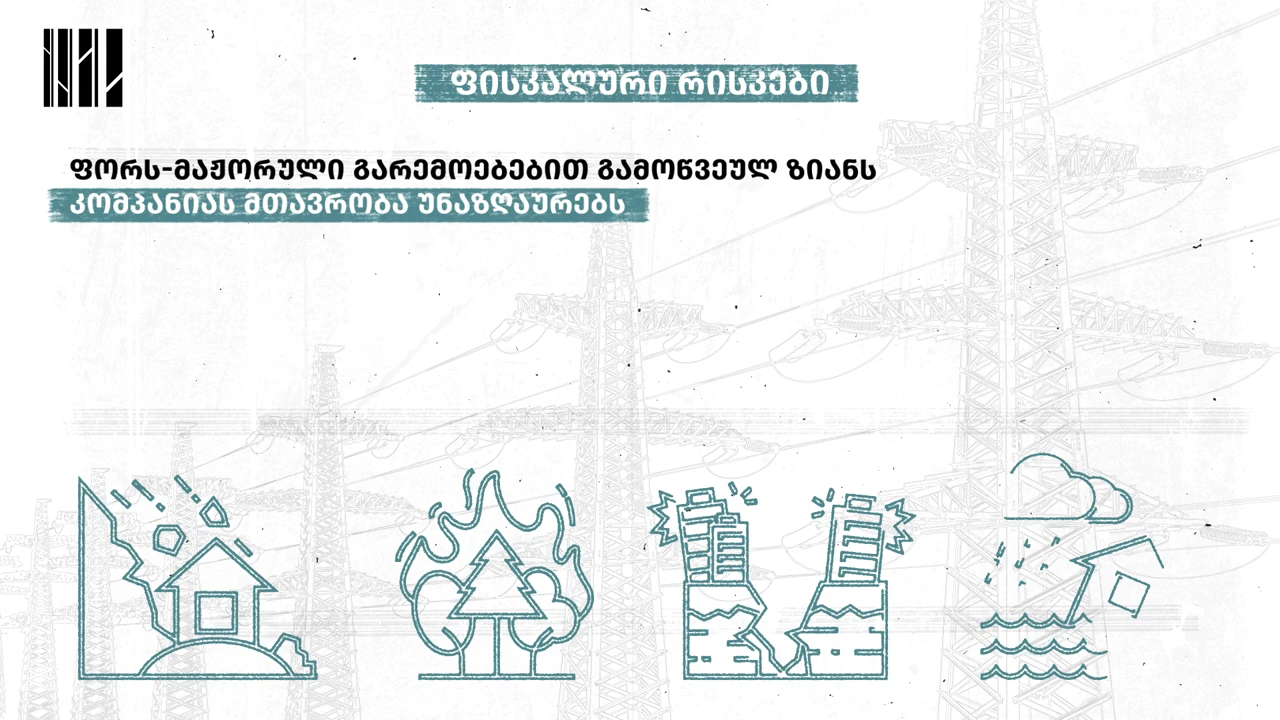 ფისკალური რისკები
ფორს-მაჟორული გარემოებებით გამოწვეულ ზიანს
კომპანიას მთავრობა უნაზღაურებს